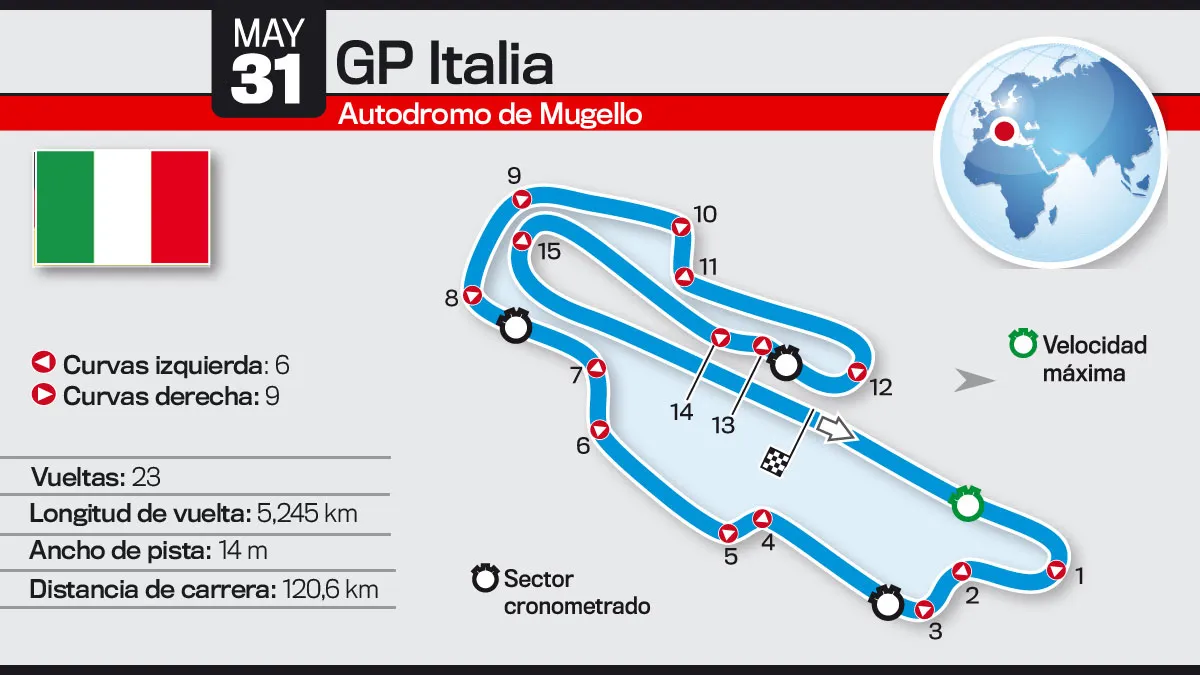 MAY
31
GP Italia
Autodromo de Mugello
Curvas izquierda: 6
Curvas derecha: 9
Vueltas: 23
Longitud de vuelta: 5,245 km
Ancho de pista: 14 m
Distancia de carrera: 120,6 km
9
10
15
11
8
7
12
14
13
6
5
4
1
2
3
Velocidad
máxima
Sector
cronometrado